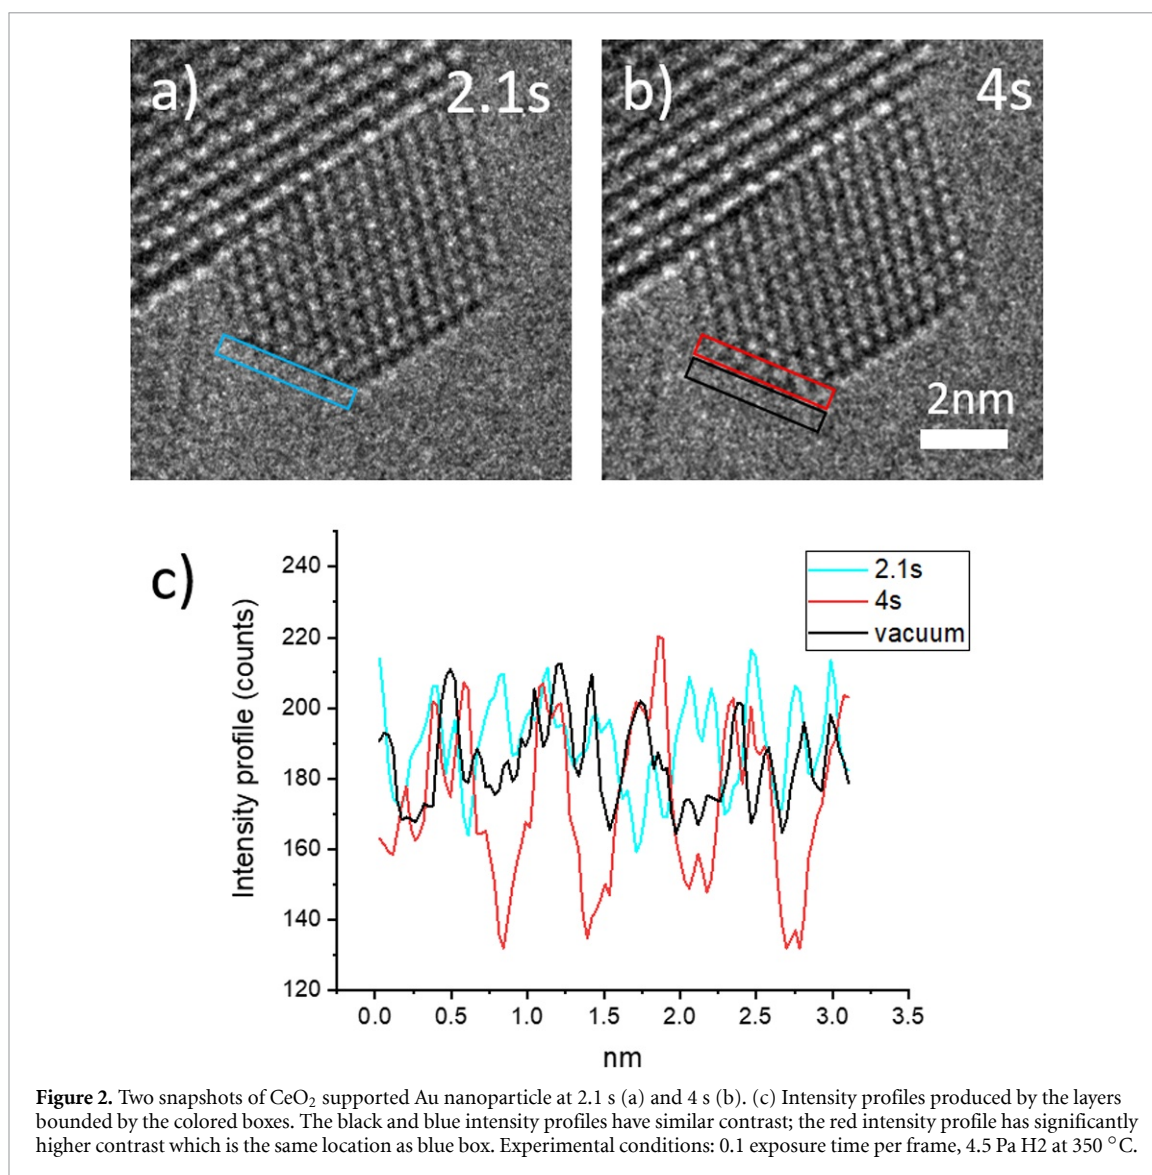 a)
2.1s
b)
4s
2nm
c)
240
220
200
180
160
140
120
Intensity profile (counts)
2.1s
4s
vacuum
0.0 0.5 1.0 1.5 2.0 2.5 3.0 3.5
nm
Figure 2. Two snapshots of CeO₂ supported Au nanoparticle at 2.1 s (a) and 4 s (b). (c) Intensity profiles produced by the layers
bounded by the colored boxes. The black and blue intensity profiles have similar contrast; the red intensity profile has significantly
higher contrast which is the same location as blue box. Experimental conditions: 0.1 exposure time per frame, 4.5 Pa H2 at 350 °C.